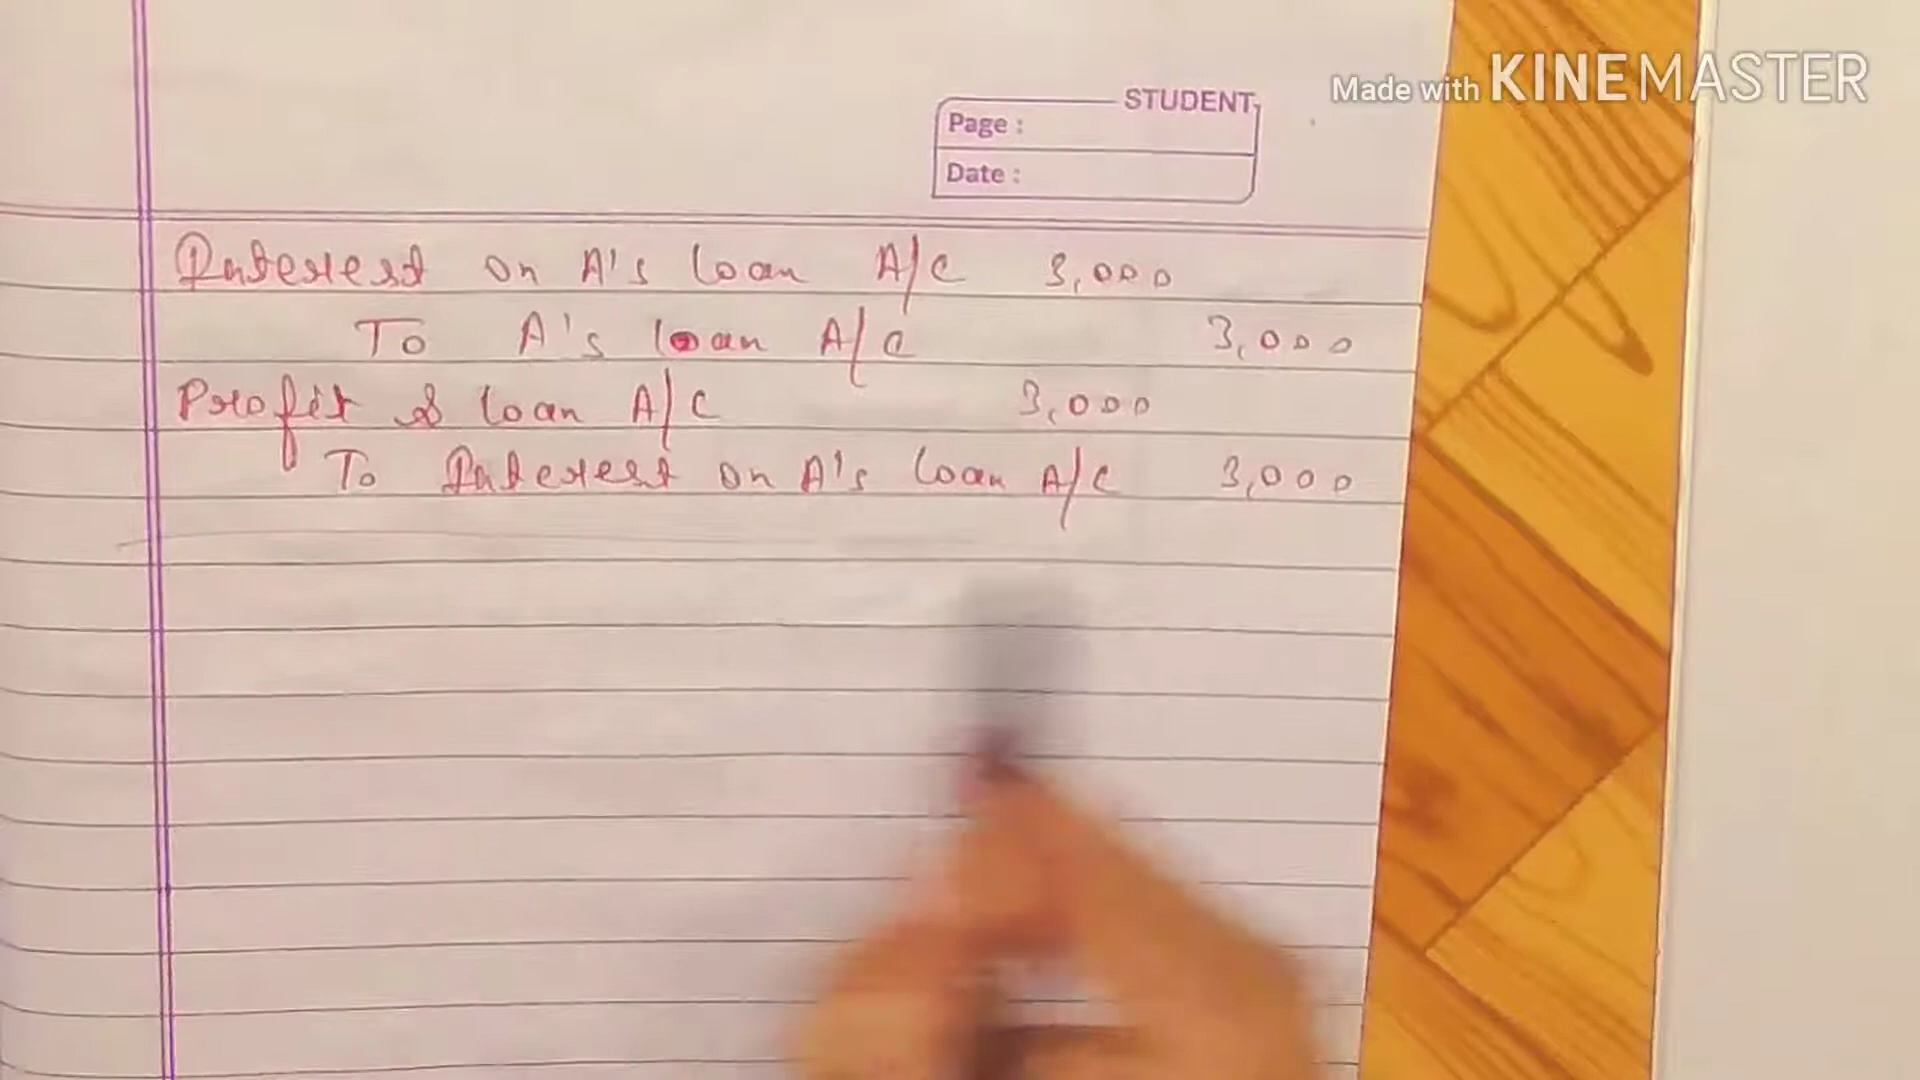 Made with KINEMASTER
STUDENT
Page :
Date :
Interest on A's loan A/C 3,000
To A's loan A/C 3,000
Profit & loan A/C 3,000
To Interest on A's loan A/C 3,000